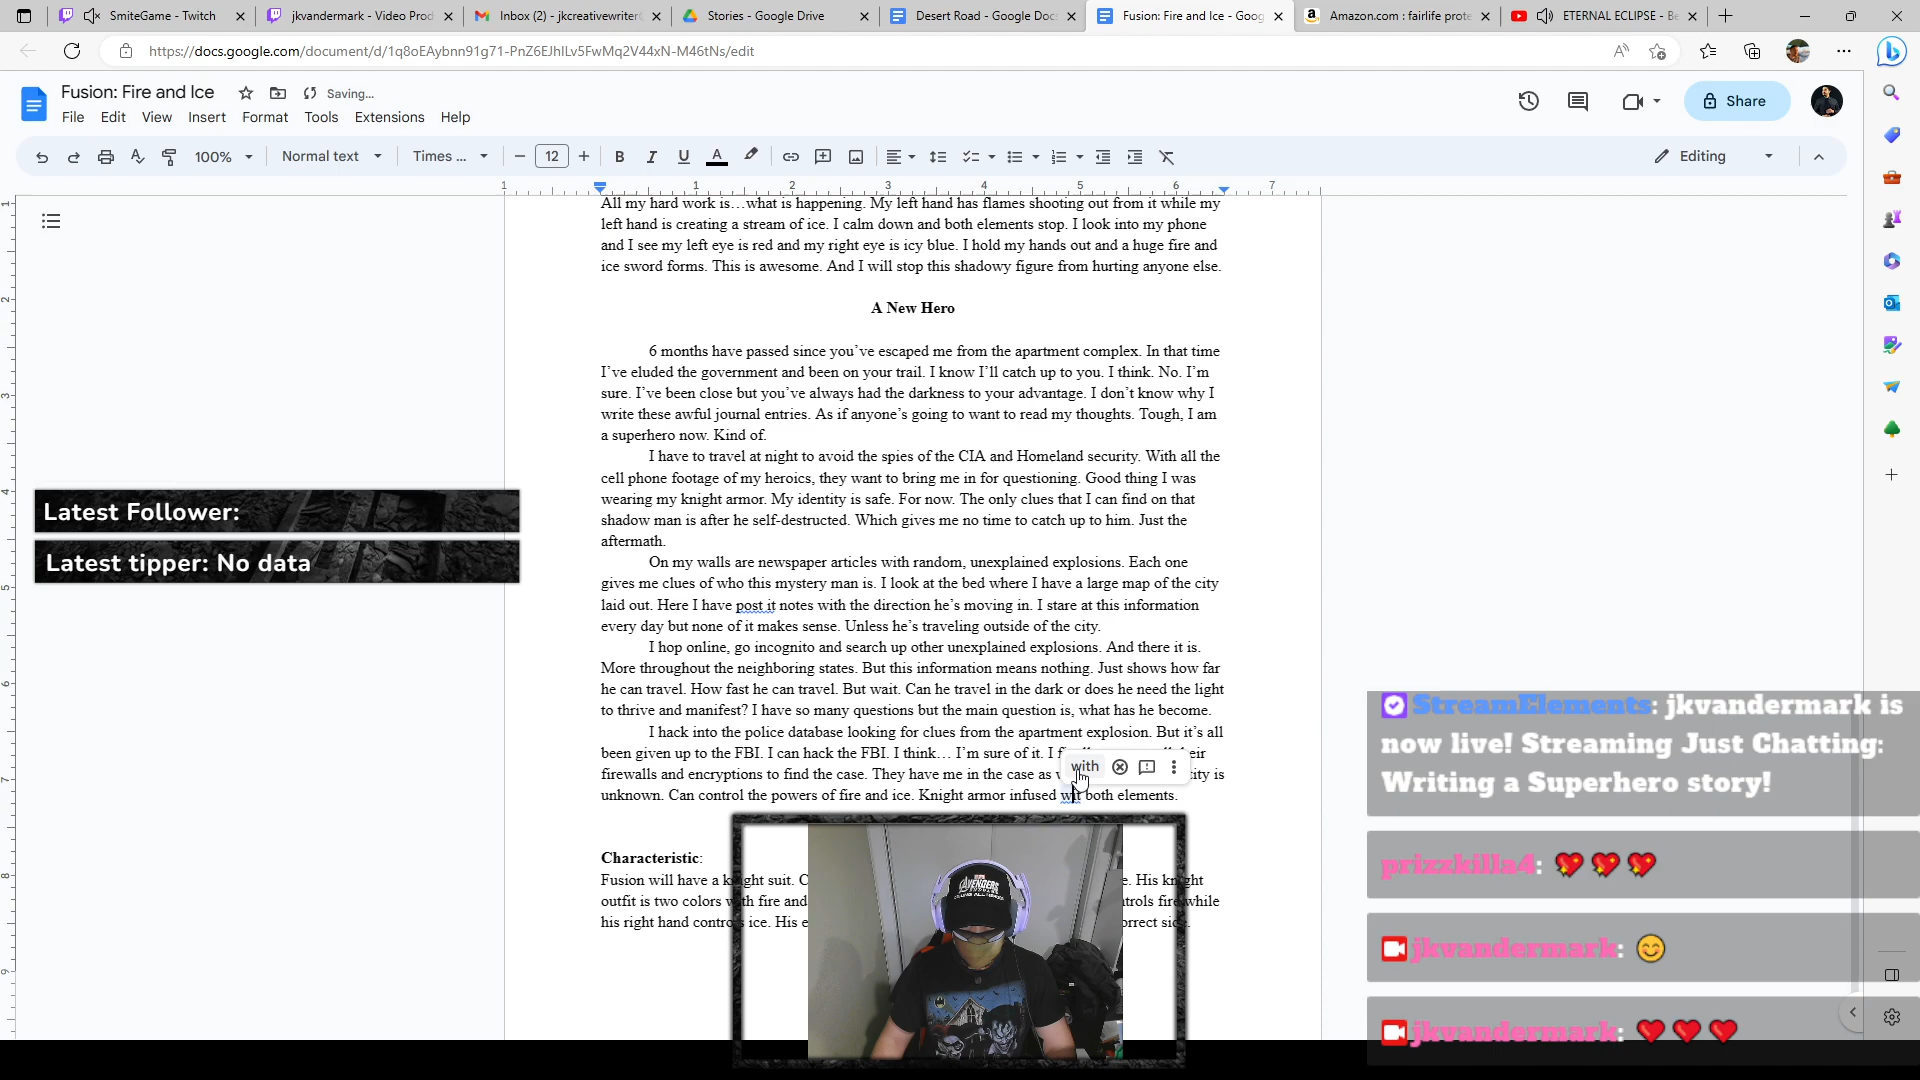 SmiteGame - Twitch
jkvandermark - Video Prod
Inbox (2) - jkcreativewriter
Stories - Google Drive
Desert Road - Google Doc
Fusion: Fire and Ice - Goog
Amazon.com : fairlife prote
ETERNAL ECLIPSE - Be
https://docs.google.com/document/d/1q8oEAybnn91g71-PnZ6EJhlLv5FwMq2V44xN-M46tNs/edit
Fusion: Fire and Ice
Saving...
File Edit View Insert Format Tools Extensions Help
Share
100% Normal text Times ... 12 B I U A Editing
1 1 2 3 4 5 6 7
All my hard work is…what is happening. My left hand has flames shooting out from it while my
left hand is creating a stream of ice. I calm down and both elements stop. I look into my phone
and I see my left eye is red and my right eye is icy blue. I hold my hands out and a huge fire and
ice sword forms. This is awesome. And I will stop this shadowy figure from hurting anyone else.
A New Hero
6 months have passed since you’ve escaped me from the apartment complex. In that time
I’ve eluded the government and been on your trail. I know I’ll catch up to you. I think. No. I’m
sure. I’ve been close but you’ve always had the darkness to your advantage. I don’t know why I
write these awful journal entries. As if anyone’s going to want to read my thoughts. Tough, I am
a superhero now. Kind of.
I have to travel at night to avoid the spies of the CIA and Homeland security. With all the
cell phone footage of my heroics, they want to bring me in for questioning. Good thing I was
wearing my knight armor. My identity is safe. For now. The only clues that I can find on that
shadow man is after he self-destructed. Which gives me no time to catch up to him. Just the
aftermath.
On my walls are newspaper articles with random, unexplained explosions. Each one
gives me clues of who this mystery man is. I look at the bed where I have a large map of the city
laid out. Here I have post it notes with the direction he’s moving in. I stare at this information
every day but none of it makes sense. Unless he’s traveling outside of the city.
I hop online, go incognito and search up other unexplained explosions. And there it is.
More throughout the neighboring states. But this information means nothing. Just shows how far
he can travel. How fast he can travel. But wait. Can he travel in the dark or does he need the light
to thrive and manifest? I have so many questions but the main question is, what has he become.
I hack into the police database looking for clues from the apartment explosion. But it’s all
been given up to the FBI. I can hack the FBI. I think… I’m sure of it. I
firewalls and encryptions to find the case. They have me in the case as
city is
with
unknown. Can control the powers of fire and ice. Knight armor infused wit both elements.
Characteristic:
Fusion will have a knight suit.
His knight
outfit is two colors with fire and
controls fire while
his right hand controls ice. His
correct side.
Latest Follower:
Latest tipper: No data
StreamElements: jkvandermark is
now live! Streaming Just Chatting:
Writing a Superhero story!
prixxkilla4:
jkvandermark:
jkvandermark:
AVENGERS